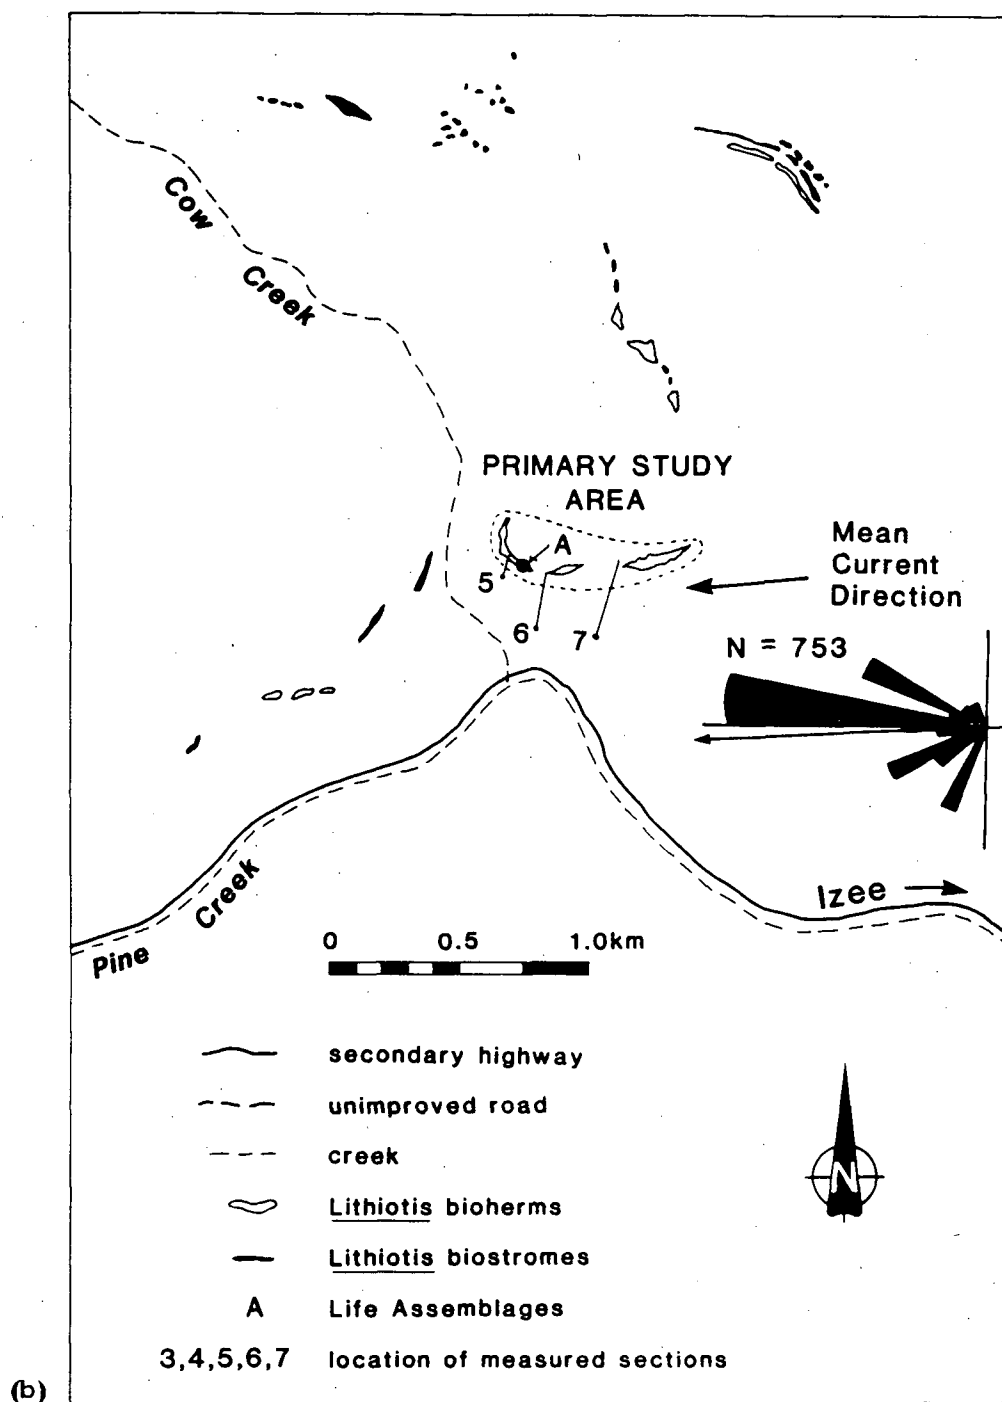 Cow
Creek
PRIMARY STUDY
AREA
A
5
6
7
Mean
Current
Direction
N = 753
Izee
Pine
Creek
0 0.5 1.0km
secondary highway
unimproved road
creek
Lithiotis bioherms
Lithiotis biostromes
A Life Assemblages
3,4,5,6,7 location of measured sections
N
(b)